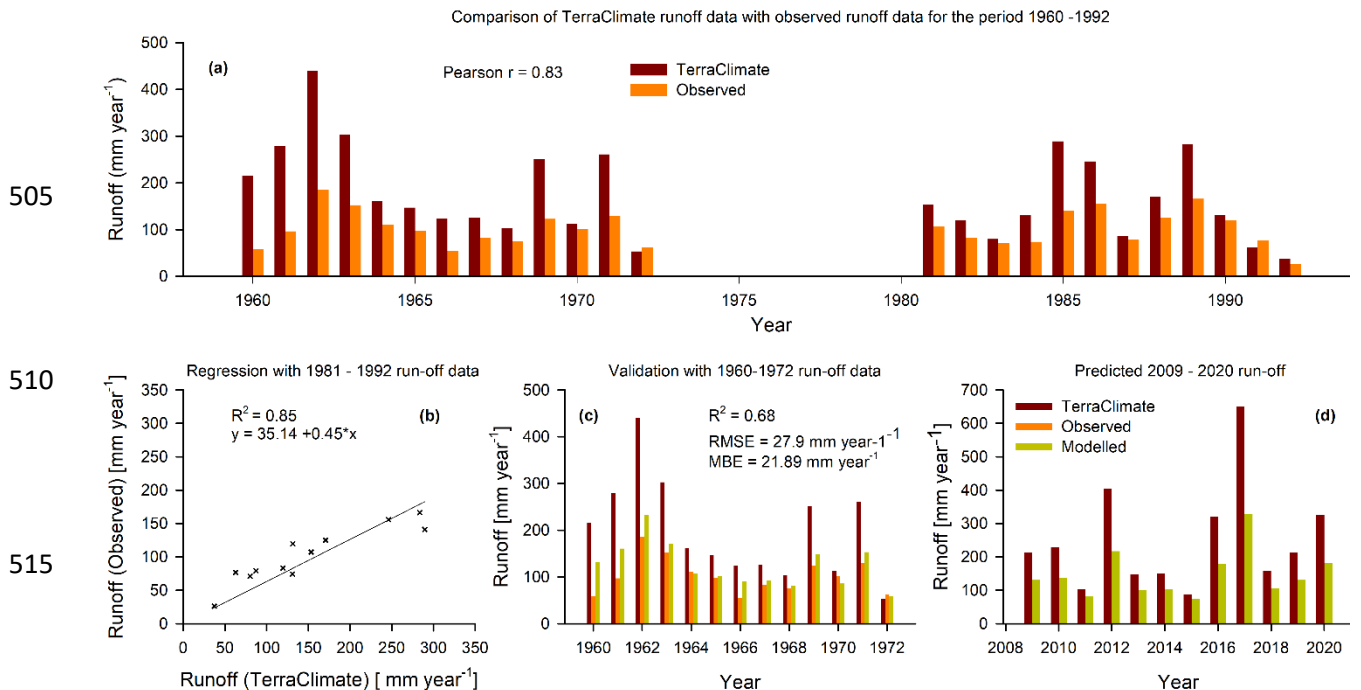 Comparison of TerraClimate runoff data with observed runoff data for the period 1960 -1992
(a)
Pearson r = 0.83
TerraClimate
Observed
Runoff (mm year-1)
500
400
300
200
100
0
1960 1965 1970 1975 1980 1985 1990
Year
505
510
515
Regression with 1981 - 1992 run-off data
(b)
R2 = 0.85
y = 35.14 +0.45*x
Runoff (Observed) [mm year-1]
350
300
250
200
150
100
50
0
0 50 100 150 200 250 300 350
Runoff (TerraClimate) [ mm year-1]
Validation with 1960-1972 run-off data
(c)
R2 = 0.68
RMSE = 27.9 mm year-1-1
MBE = 21.89 mm year-1
Runoff [mm year-1]
500
400
300
200
100
0
1960 1962 1964 1966 1968 1970 1972
Year
Predicted 2009 - 2020 run-off
TerraClimate
Observed
Modelled
(d)
Runoff [mm year-1]
700
600
500
400
300
200
100
0
2008 2010 2012 2014 2016 2018 2020
Year